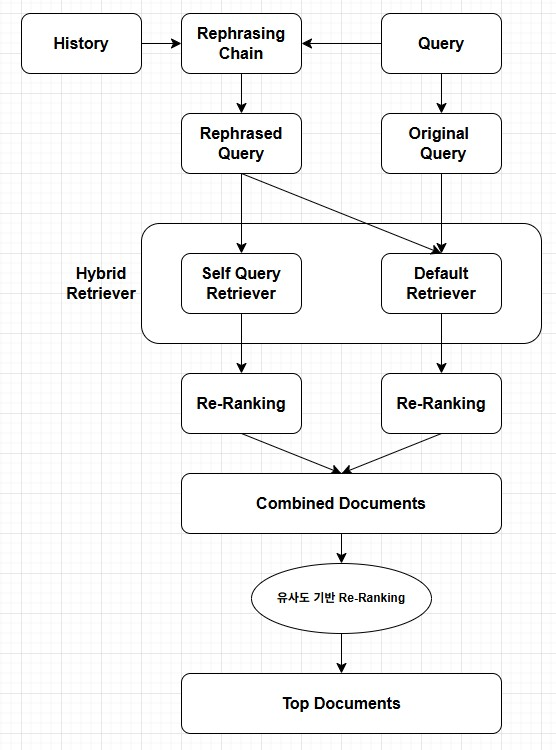 History
Rephrasing
Chain
Query
Rephrased
Query
Original
Query
Hybrid
Retriever
Self Query
Retriever
Default
Retriever
Re-Ranking
Re-Ranking
Combined Documents
유사도 기반 Re-Ranking
Top Documents